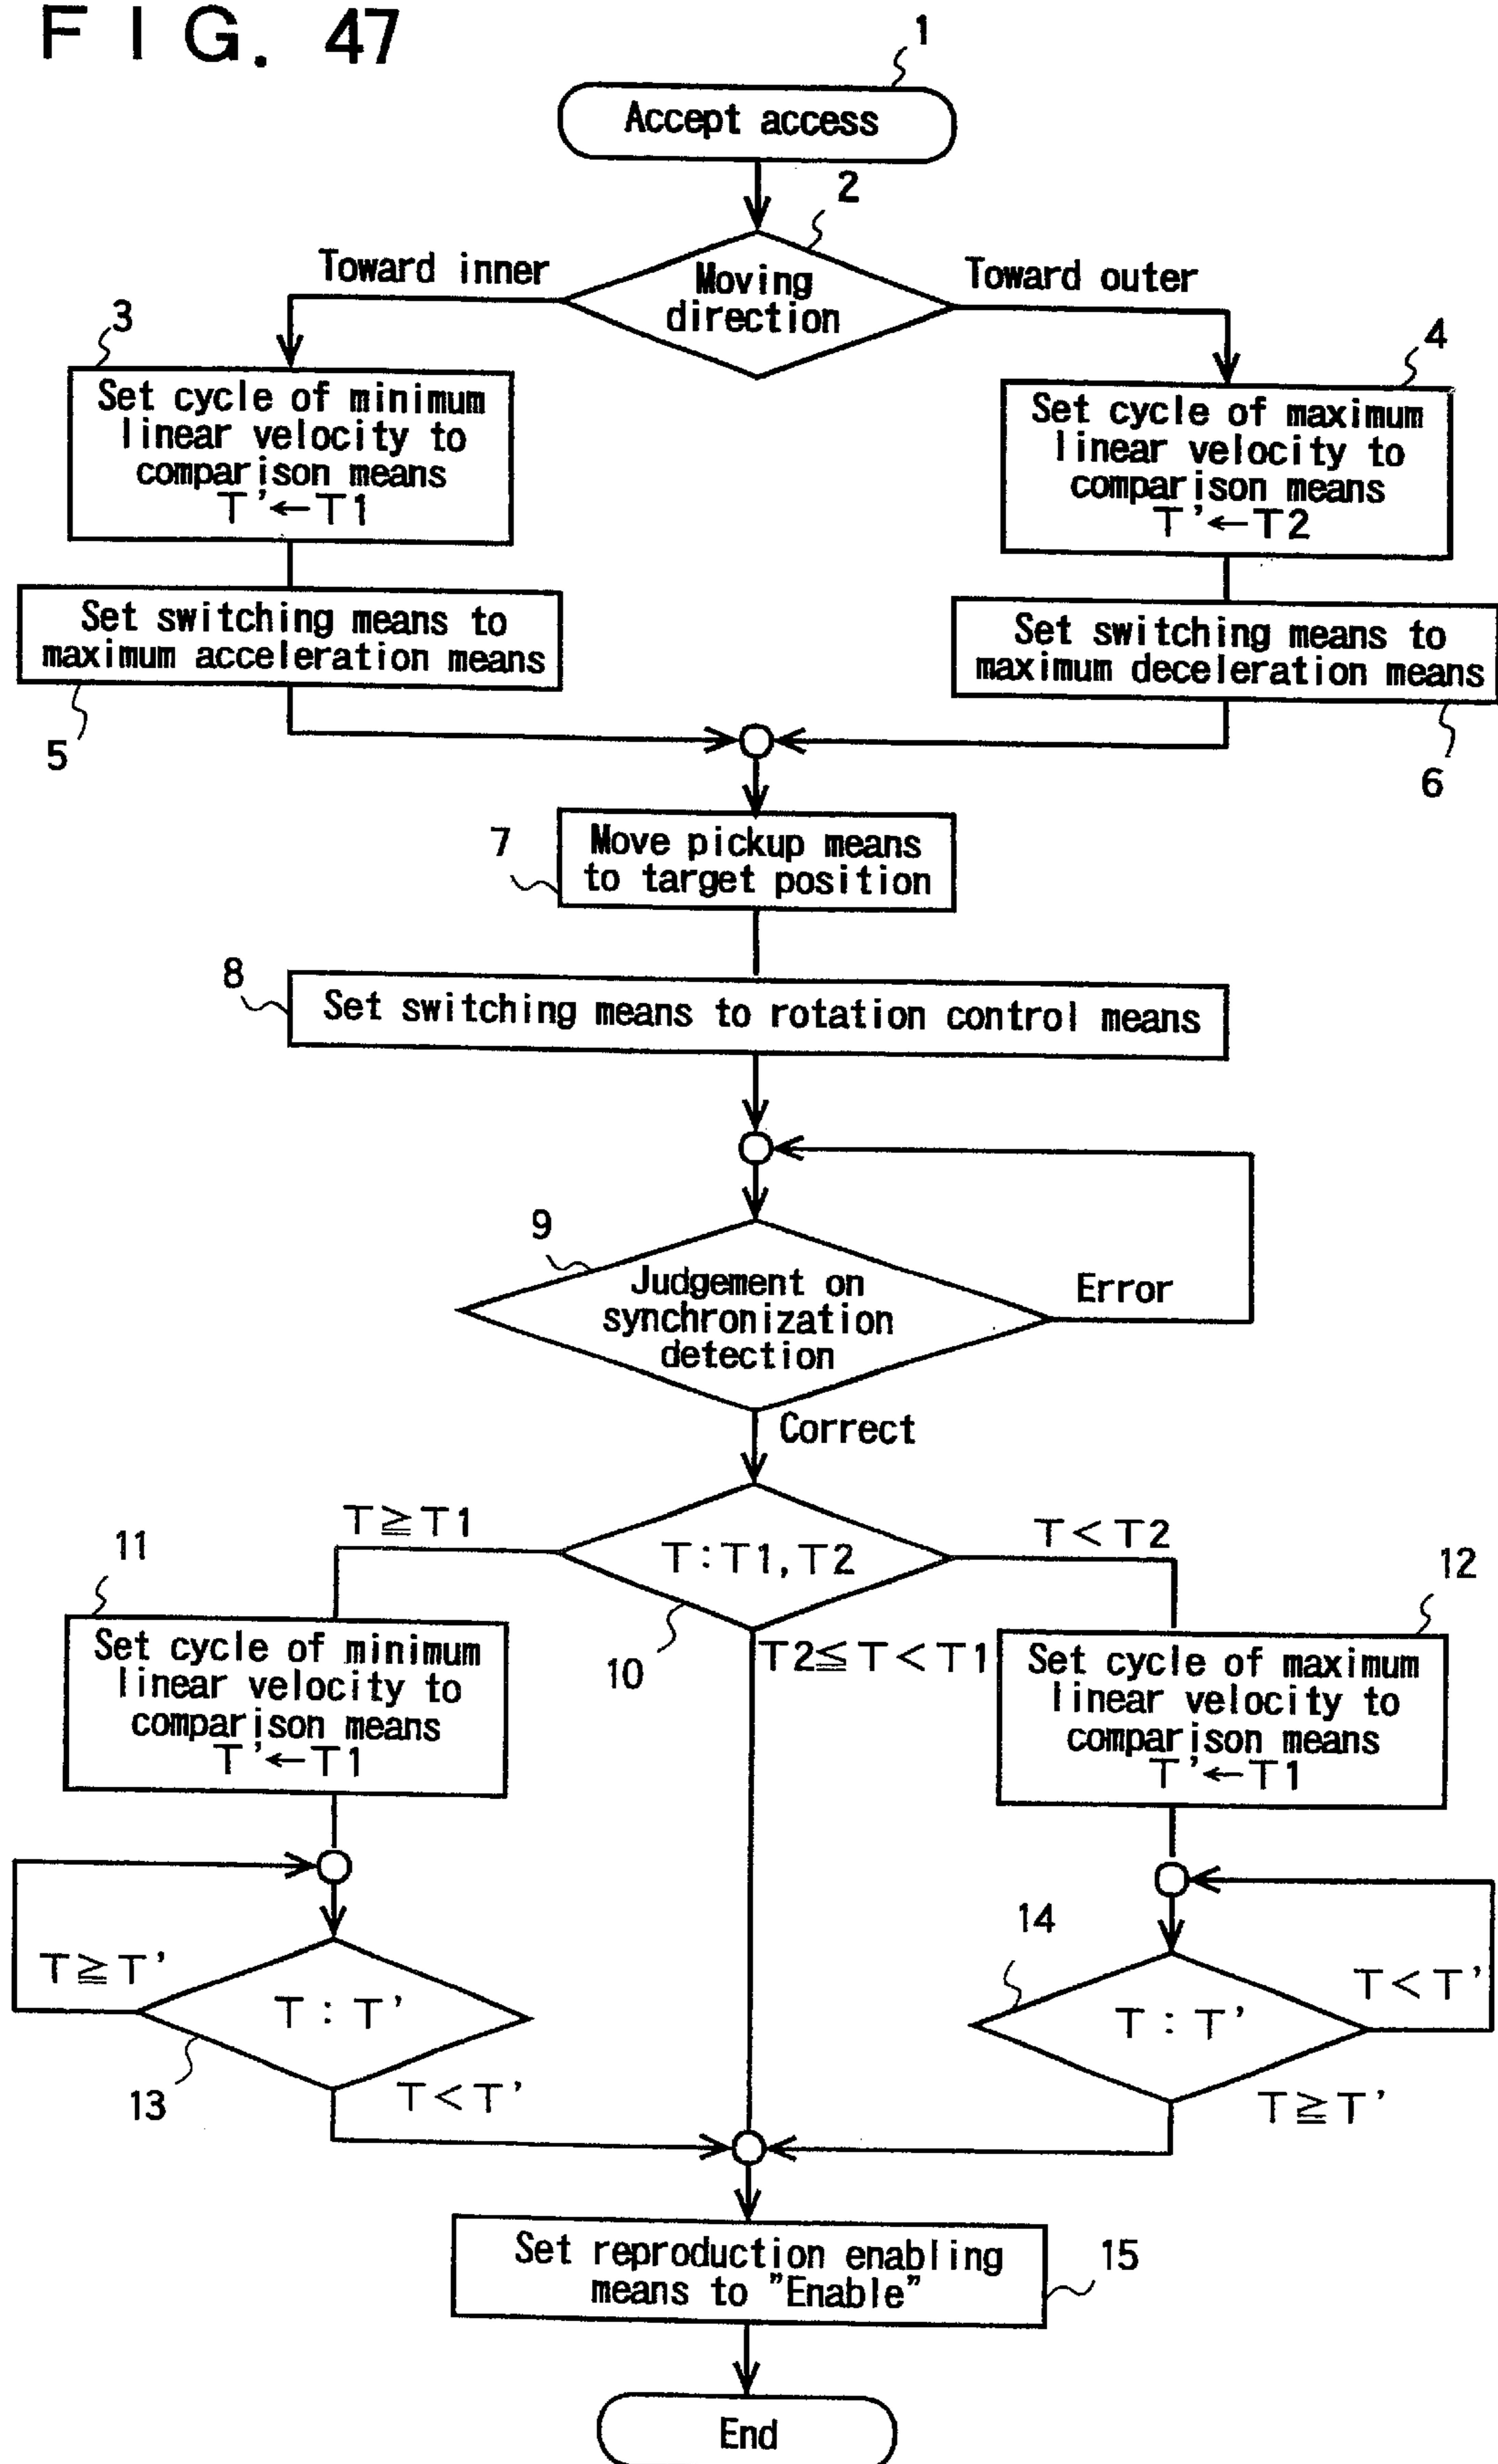 FIG. 47
1
Accept access
2
Moving
direction
Toward inner
Toward outer
3
Set cycle of minimum
linear velocity to
comparison means
T'←T1
4
Set cycle of maximum
linear velocity to
comparison means
T'←T2
Set switching means to
maximum acceleration means
5
Set switching means to
maximum deceleration means
6
7
Move pickup means
to target position
8
Set switching means to rotation control means
9
Judgement on
synchronization
detection
Error
Correct
T≧T1
T:T1,T2
T<T2
10
T2≦T<T1
11
Set cycle of minimum
linear velocity to
comparison means
T'←T1
12
Set cycle of maximum
linear velocity to
comparison means
T'←T1
T≧T'
T : T'
13
T<T'
14
T : T'
T<T'
T≧T'
Set reproduction enabling
means to "Enable"
15
End